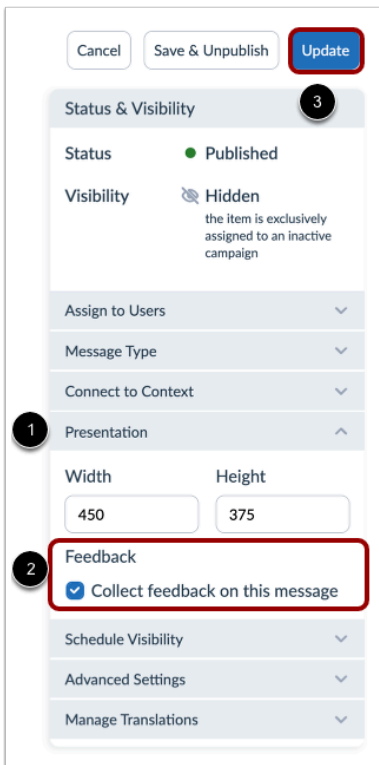 Cancel Save & Unpublish Update
3
Status & Visibility
Status Published
Visibility Hidden
the item is exclusively
assigned to an inactive
campaign
Assign to Users
Message Type
Connect to Context
1 Presentation
Width Height
450 375
2 Feedback
Collect feedback on this message
Schedule Visibility
Advanced Settings
Manage Translations